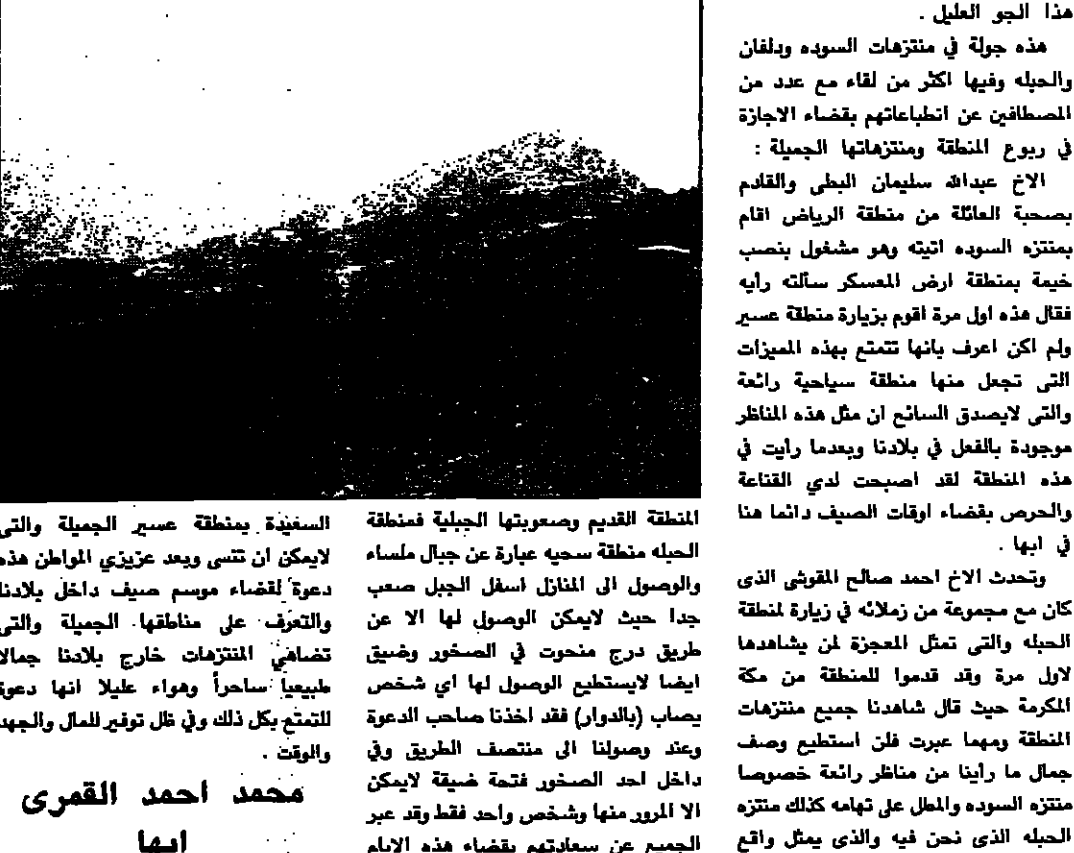 هذا الجو العليل .
هذه جولة في منتزهات السوده ودلفان
والحبله وفيها اكثر من لقاء مع عدد من
المصطافين عن انطباعاتهم بقضاء الاجازة
في ربوع المنطقة ومنتزهاتها الجميلة :
الاخ عبدالله سليمان البطى والقادم
بصحبة العائلة من منطقة الرياض اقام
بمنتزه السوده اتيته وهو مشغول بنصب
خيمة بمنطقة ارض المعسكر سألته رأيه
فقال هذه اول مرة اقوم بزيارة منطقة عسير
ولم اكن اعرف بانها تتمتع بهذه الميزات
التى تجعل منها منطقة سياحية رائعة
والتى لايصدق السائح ان مثل هذه المناظر
موجودة بالفعل في بلادنا وبعدما رأيت في
هذه المنطقة لقد اصبحت لدي القناعة
والحرص بقضاء اوقات الصيف دائما هنا
في ابها .
وتحدث الاخ احمد صالح القوشى الذى
كان مع مجموعة من زملائه في زيارة لمنطقة
الحبله والتى تمثل المعجزة لمن يشاهدها
لاول مرة وقد قدموا للمنطقة من مكة
المكرمة حيث قال شاهدنا جميع منتزهات
المنطقة ومهما عبرت فلن استطيع وصف
جمال ما رأينا من مناظر رائعة خصوصا
منتزه السوده والمطل على تهامه كذلك منتزه
الحبله الذى نحن فيه والذى يمثل واقع
المنطقة القديم وصعوبتها الجبلية فمنطقة
الحبله منطقة سحيه عبارة عن جبال ملساء
والوصول الى المنازل اسفل الجبل صعب
جدا حيث لايمكن الوصول لها الا عن
طريق درج منحوت في الصخور وضيق
ايضا لايستطيع الوصول لها اي شخص
يصاب (بالدوار) فقد اخذنا صاحب الدعوة
وعند وصولنا الى منتصف الطريق وفي
داخل احد الصخور فتحة ضيقة لايمكن
الا المرور منها وشخص واحد فقط وقد عبر
الجميع عن سعادتهم بقضاء هذه الايام
السعيدة بمنطقة عسير الجميلة والتى
لايمكن ان تنسى وبعد عزيزي المواطن هذه
دعوة لقضاء موسم صيف داخل بلادنا
والتعرف على مناطقها الجميلة والتى
تضاهي المنتزهات خارج بلادنا جمالا
طبيعيا ساحراً وهواء عليلا انها دعوة
للتمتع بكل ذلك وفي ظل توفير للمال والجهد
والوقت .
محمد احمد القمرى
ابها